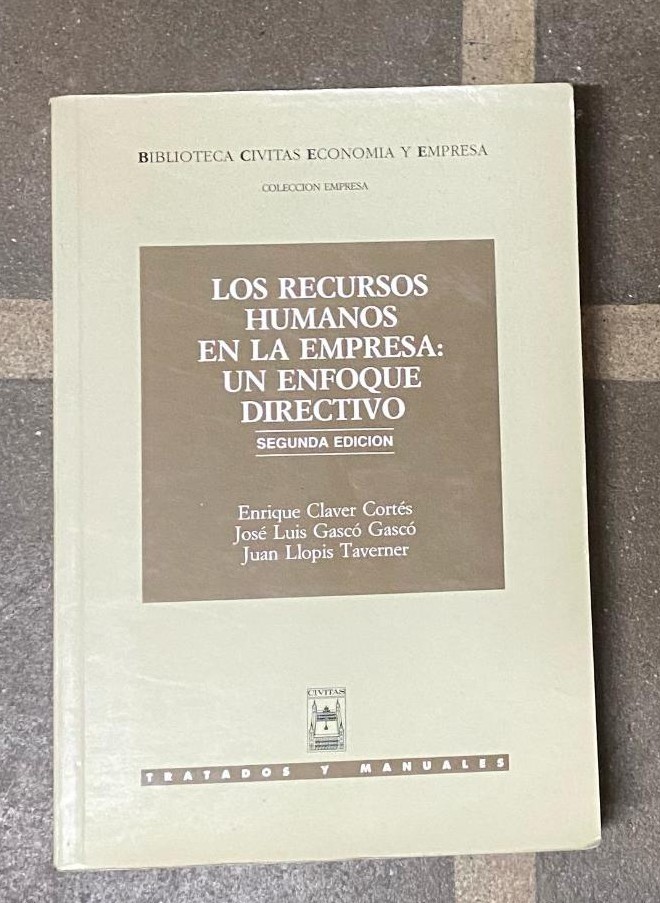 BIBLIOTECA CIVITAS ECONOMIA Y EMPRESA
COLECCION EMPRESA
LOS RECURSOS
HUMANOS
EN LA EMPRESA:
UN ENFOQUE
DIRECTIVO
SEGUNDA EDICION
Enrique Claver Cortés
José Luis Gascó Gascó
Juan Llopis Taverner
CIVITAS
TRATADOS Y MANUALES